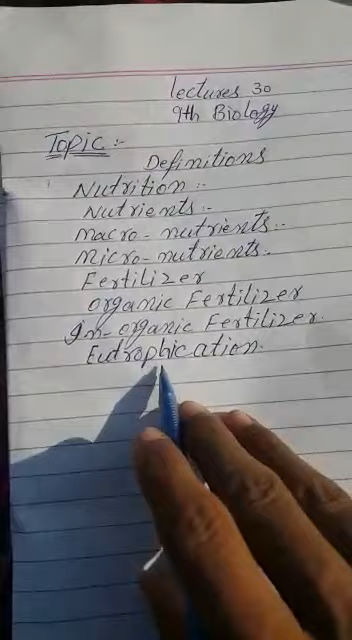 lectures 30
9th Biology
Topic :-
Definitions
Nutrition :-
Nutrients :-
Macro-nutrients :-
Micro-nutrients :-
Fertilizer
organic Fertilizer
In-organic Fertilizer.
Eutrophication.